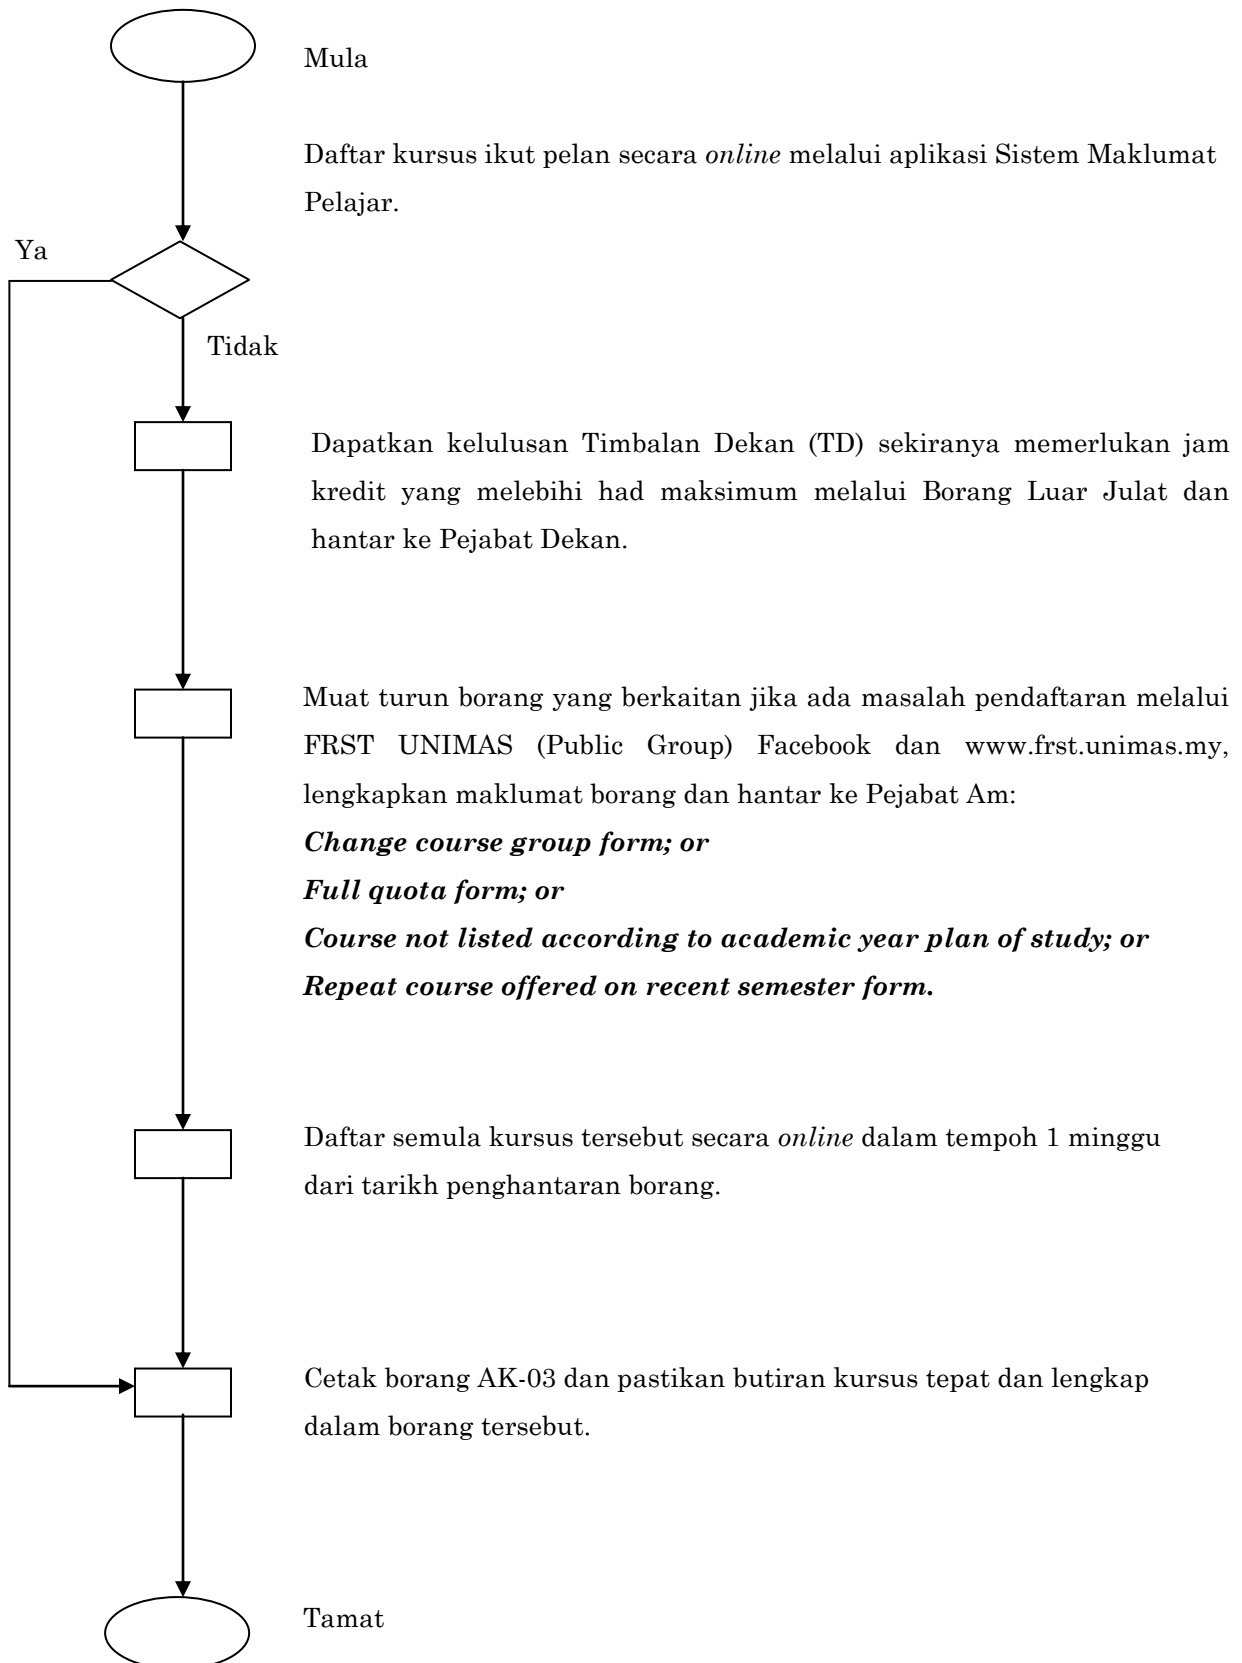 Mula
Daftar kursus ikut pelan secara online melalui aplikasi Sistem Maklumat
Pelajar.
Ya
Tidak
Dapatkan kelulusan Timbalan Dekan (TD) sekiranya memerlukan jam
kredit yang melebihi had maksimum melalui Borang Luar Julat dan
hantar ke Pejabat Dekan.
Muat turun borang yang berkaitan jika ada masalah pendaftaran melalui
FRST UNIMAS (Public Group) Facebook dan www.frst.unimas.my,
lengkapkan maklumat borang dan hantar ke Pejabat Am:
Change course group form; or
Full quota form; or
Course not listed according to academic year plan of study; or
Repeat course offered on recent semester form.
Daftar semula kursus tersebut secara online dalam tempoh 1 minggu
dari tarikh penghantaran borang.
Cetak borang AK-03 dan pastikan butiran kursus tepat dan lengkap
dalam borang tersebut.
Tamat